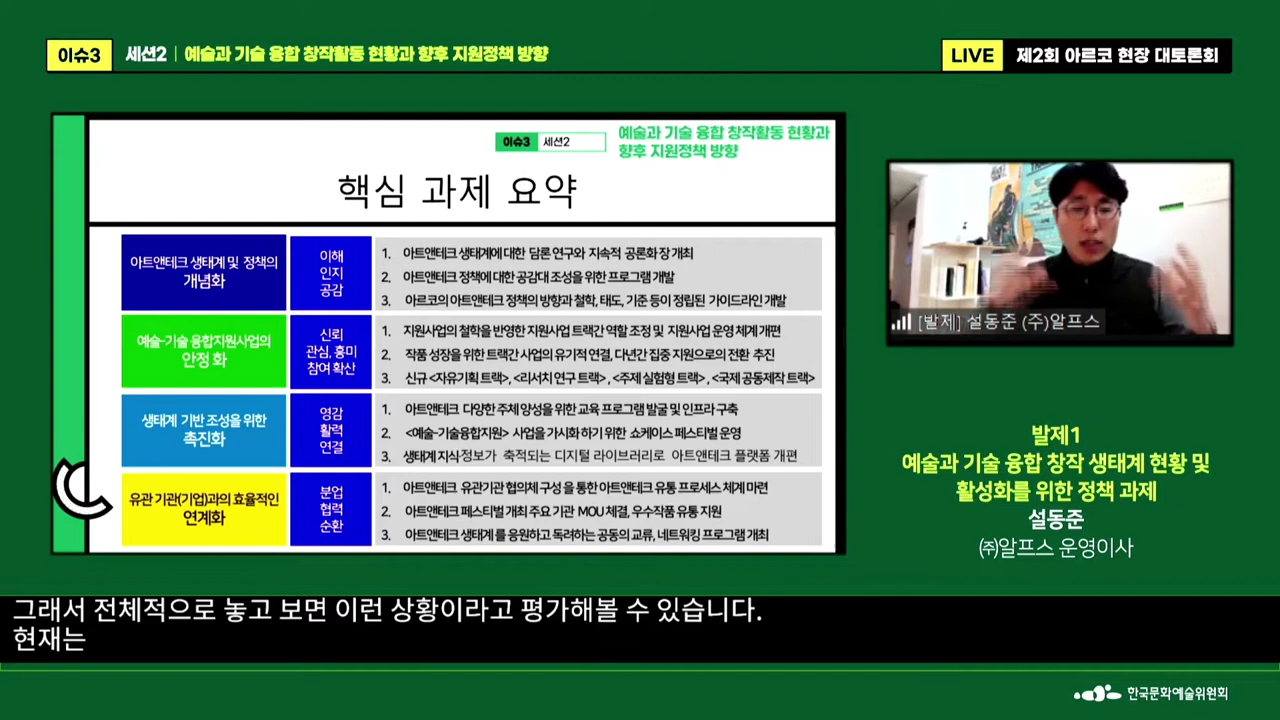 이슈3
세션2 | 예술과 기술 융합 창작활동 현황과 향후 지원정책 방향
LIVE
제2회 아르코 현장 대토론회
이슈3
세션2
예술과 기술 융합 창작활동 현황과
향후 지원정책 방향
핵심 과제 요약
아트앤테크 생태계 및 정책의
개념화
이해
인지
공감
1. 아트앤테크 생태계에 대한 담론 연구와 지속적 공론화 장 개최
2. 아트앤테크 정책에 대한 공감대 조성을 위한 프로그램 개발
3. 아르코의 아트앤테크 정책의 방향과 철학, 태도, 기준 등이 정립된 가이드라인 개발
예술-기술 융합지원사업의
안정화
신뢰
관심, 흥미
참여 확산
1. 지원사업의 철학을 반영한 지원사업 트랙간 역할 조정 및 지원사업 운영 체계 개편
2. 작품 성장을 위한 트랙간 사업의 유기적 연결, 다년간 집중 지원으로의 전환 추진
3. 신규 <자유기획 트랙>, <리서치 연구 트랙>, <주제 실험형 트랙>, <국제 공동제작 트랙>
생태계 기반 조성을 위한
촉진화
영감
활력
연결
1. 아트앤테크 다양한 주체 양성을 위한 교육 프로그램 발굴 및 인프라 구축
2. <예술-기술융합지원> 사업을 가시화 하기 위한 쇼케이스 페스티벌 운영
3. 생태계 지식·정보가 축적되는 디지털 라이브러리로 아트앤테크 플랫폼 개편
유관 기관(기업)과의 효율적인
연계화
분업
협력
순환
1. 아트앤테크 유관기관 협의체 구성 을 통한 아트앤테크 유통 프로세스 체계 마련
2. 아트앤테크 페스티벌 개최 주요 기관 MOU 체결, 우수작품 유통 지원
3. 아트앤테크 생태계 를 응원하고 독려하는 공동의 교류, 네트워킹 프로그램 개최
[발제] 설동준 (주)알프스
발제1
예술과 기술 융합 창작 생태계 현황 및
활성화를 위한 정책 과제
설동준
㈜알프스 운영이사
그래서 전체적으로 놓고 보면 이런 상황이라고 평가해볼 수 있습니다.
현재는
한국문화예술위원회